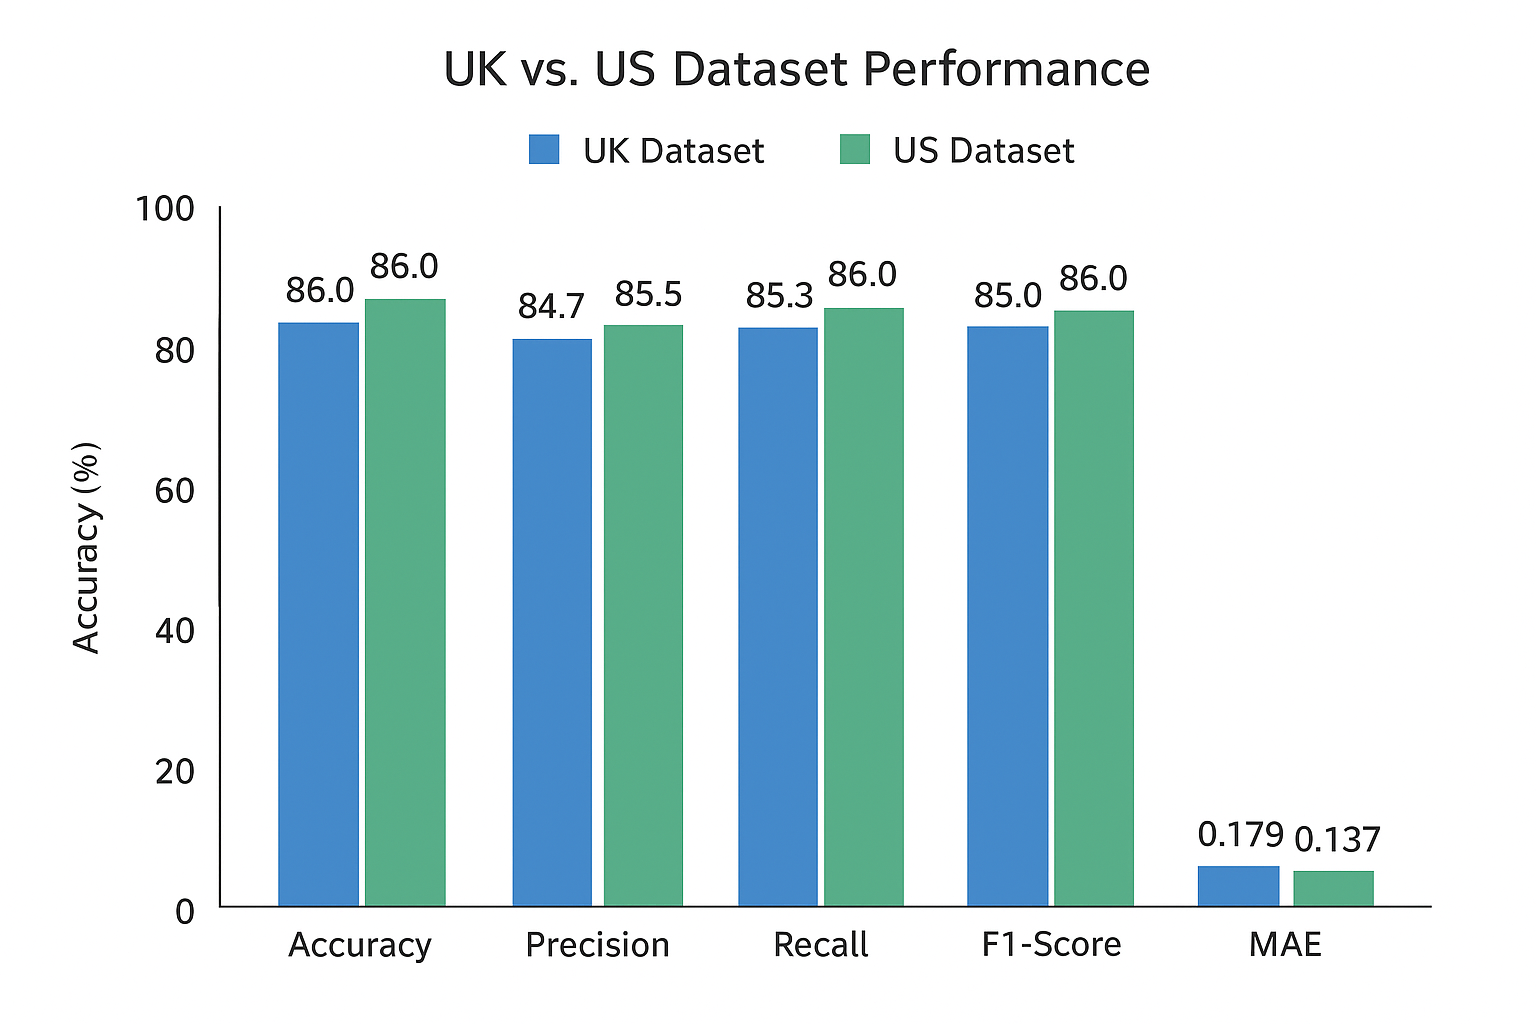 UK vs. US Dataset Performance
UK Dataset US Dataset
100
80
60
40
20
0
Accuracy (%)
86.0 86.0
84.7 85.5
85.3 86.0
85.0 86.0
0.179 0.137
Accuracy Precision Recall F1-Score MAE